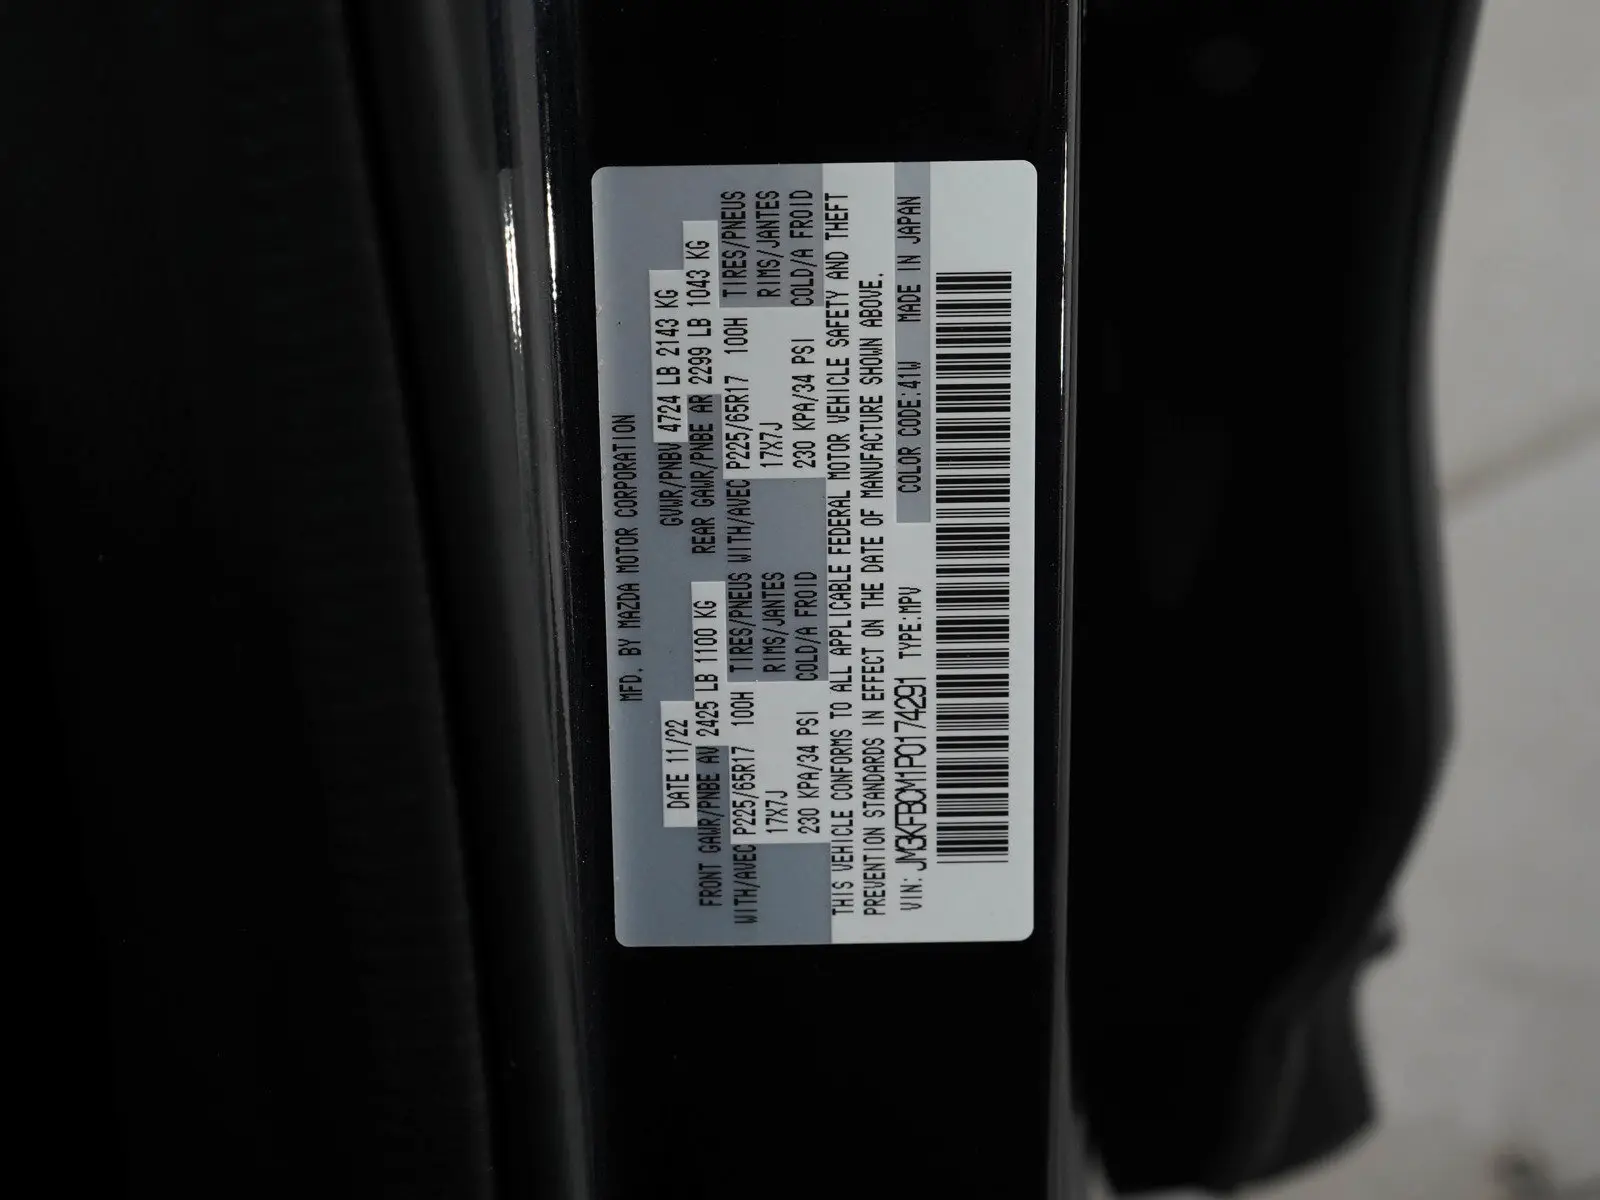 MFD. BY MAZDA MOTOR CORPORATION
DATE 11/22 GVWR/PNBV 4724 LB 2143 KG
FRONT GAWR/PNBE AV 2425 LB 1100 KG REAR GAWR/PNBE AR 2299 LB 1043 KG
WITH/AVEC P225/65R17 100H TIRES/PNEUS WITH/AVEC P225/65R17 100H TIRES/PNEUS
17X7J RIMS/JANTES 17X7J RIMS/JANTES
230 KPA/34 PSI COLD/A FROID 230 KPA/34 PSI COLD/A FROID
THIS VEHICLE CONFORMS TO ALL APPLICABLE FEDERAL MOTOR VEHICLE SAFETY AND THEFT
PREVENTION STANDARDS IN EFFECT ON THE DATE OF MANUFACTURE SHOWN ABOVE.
VIN: JM3KFBCM1P0174291 TYPE:MPV COLOR CODE:41W MADE IN JAPAN